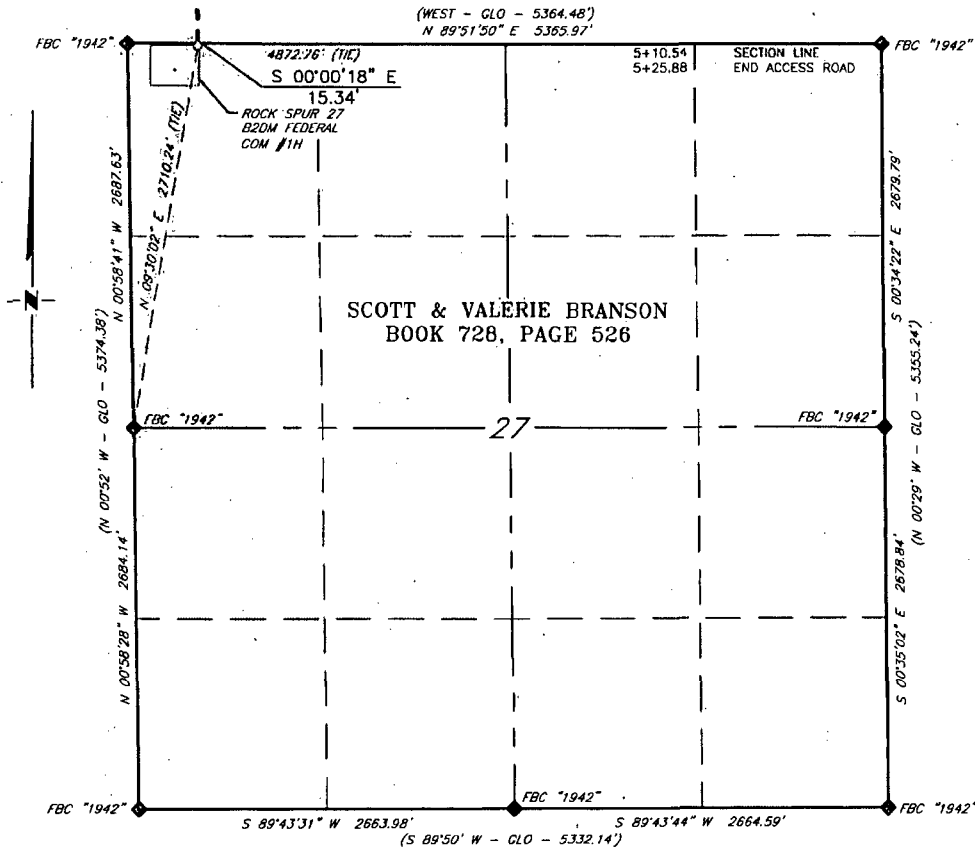 (WEST - GLO - 5364.48')
N 89°51'50" E 5365.97'
FBC "1942"
FBC "1942"
4872.76' (TIE)
5+10.54 SECTION LINE
5+25.88 END ACCESS ROAD
S 00°00'18" E
15.34'
ROCK SPUR 27
B2DM FEDERAL
COM #1H
N 00°58'41" W 2687.63'
N 09°30'02" E 2710.24' (TIE)
S 00°34'22" E 2679.79'
N
SCOTT & VALERIE BRANSON
BOOK 728, PAGE 526
(N 00°52' W - GLO - 5374.38')
(N 00°29' W - GLO - 5355.24')
FBC "1942"
27
FBC "1942"
N 00°58'28" W 2684.14'
S 00°35'02" E 2678.84'
FBC "1942"
FBC "1942"
FBC "1942"
S 89°43'31" W 2663.98'
S 89°43'44" W 2664.59'
(S 89°50' W - GLO - 5332.14')